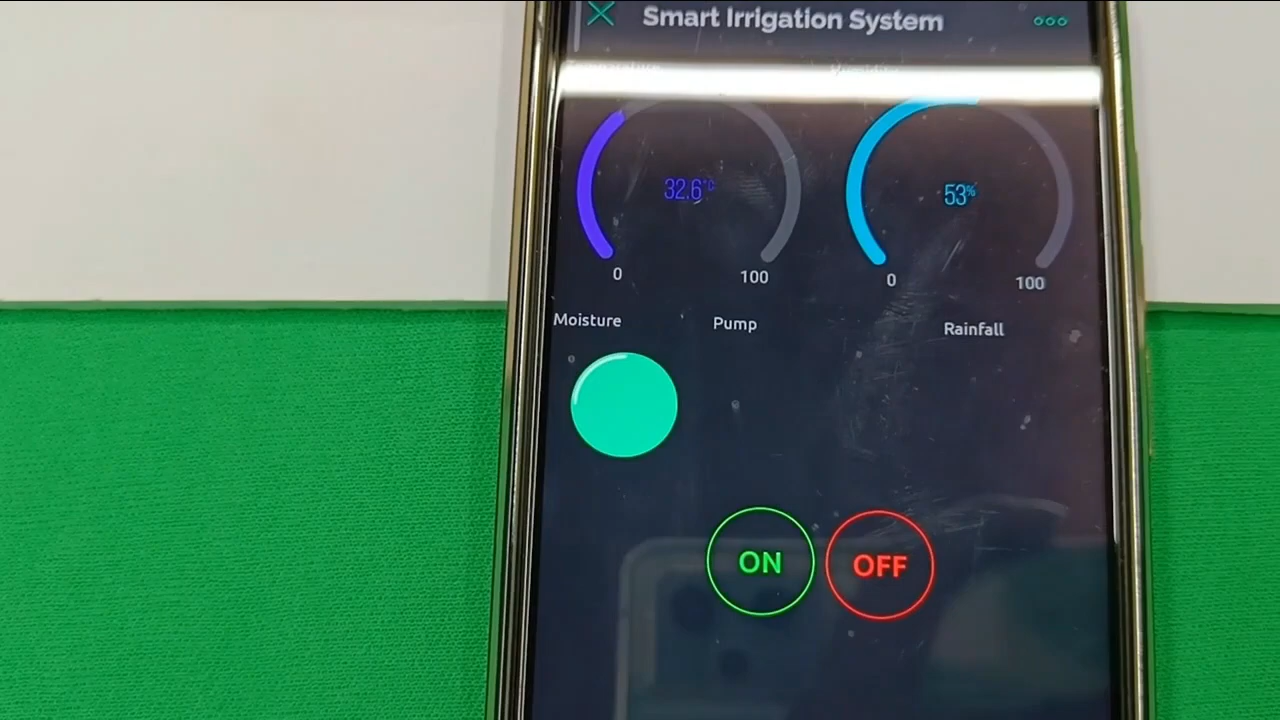 Smart Irrigation System
32.6°C
53%
0
100
0
100
Moisture
Pump
Rainfall
ON
OFF